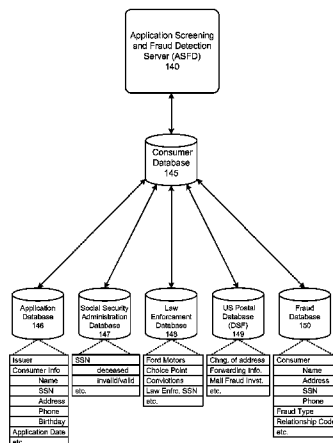 Application Screening
and Fraud Detection
Server (ASFD)
140
Consumer
Database
145
Application
Database
146
Social Security
Administration
Database
147
Law
Enforcement
Database
148
US Postal
Database
(DSF)
149
Fraud
Database
150
Issuer
Consumer Info
Name
SSN
Address
Phone
Birthday
Application Date
etc.
SSN
deceased
invalid/valid
etc.
Ford Motors
Choice Point
Convictions
Law Enfrc. SSN
etc.
Chng. of address
Forwarding Info.
Mail Fraud Invst.
etc.
Consumer
Name
Address
SSN
Phone
Fraud Type
Relationship Code
etc.